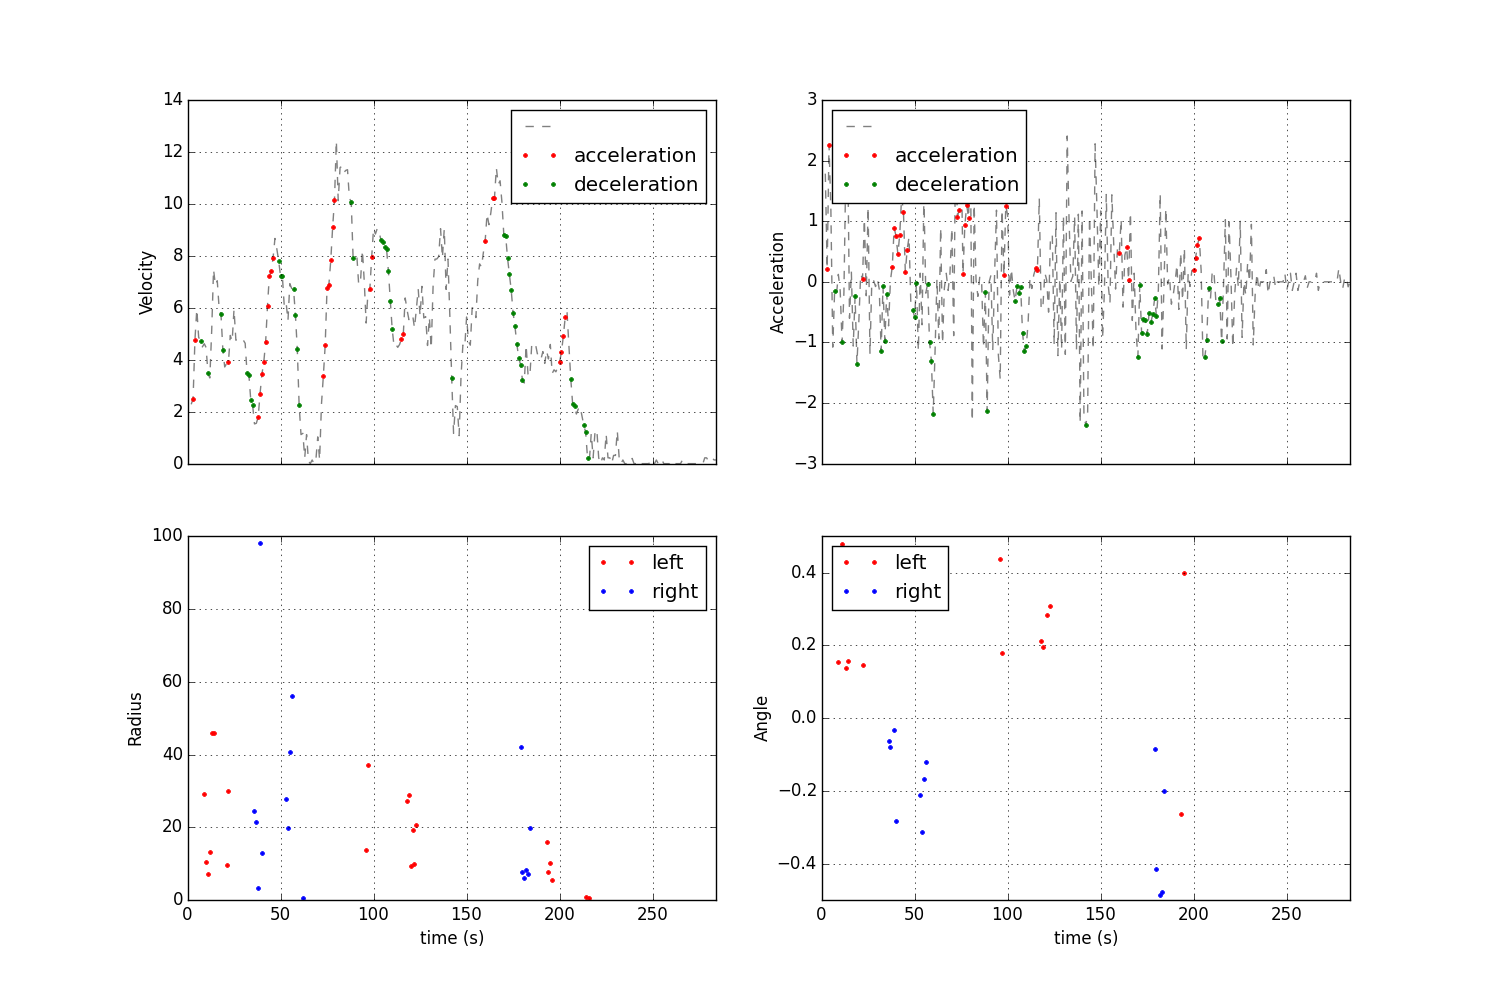 14
12
10
8
6
4
2
0
Velocity
acceleration
deceleration
3
2
1
0
−1
−2
−3
Acceleration
acceleration
deceleration
100
80
60
40
20
0
Radius
left
right
0 50 100 150 200 250
time (s)
0.4
0.2
0.0
−0.2
−0.4
Angle
left
right
0 50 100 150 200 250
time (s)